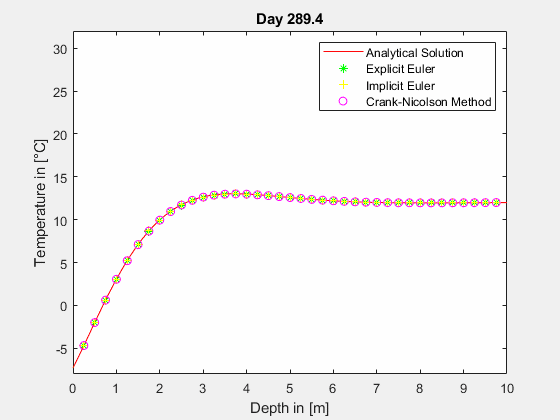 Day 289.4
Analytical Solution
Explicit Euler
Implicit Euler
Crank-Nicolson Method
30
25
20
15
10
5
0
-5
Temperature in [°C]
0 1 2 3 4 5 6 7 8 9 10
Depth in [m]